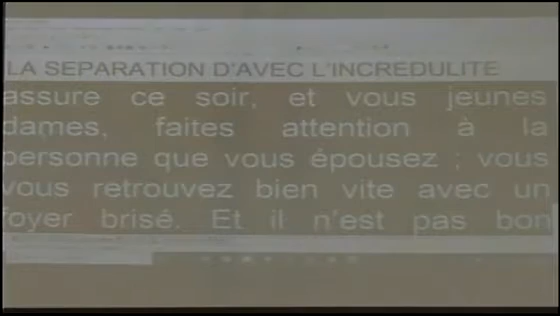 LA SEPARATION D'AVEC L'INCREDULITE
assure ce soir, et vous jeunes
dames, faites attention à la
personne que vous épousez ; vous
vous retrouvez bien vite avec un
foyer brisé. Et il n'est pas bon